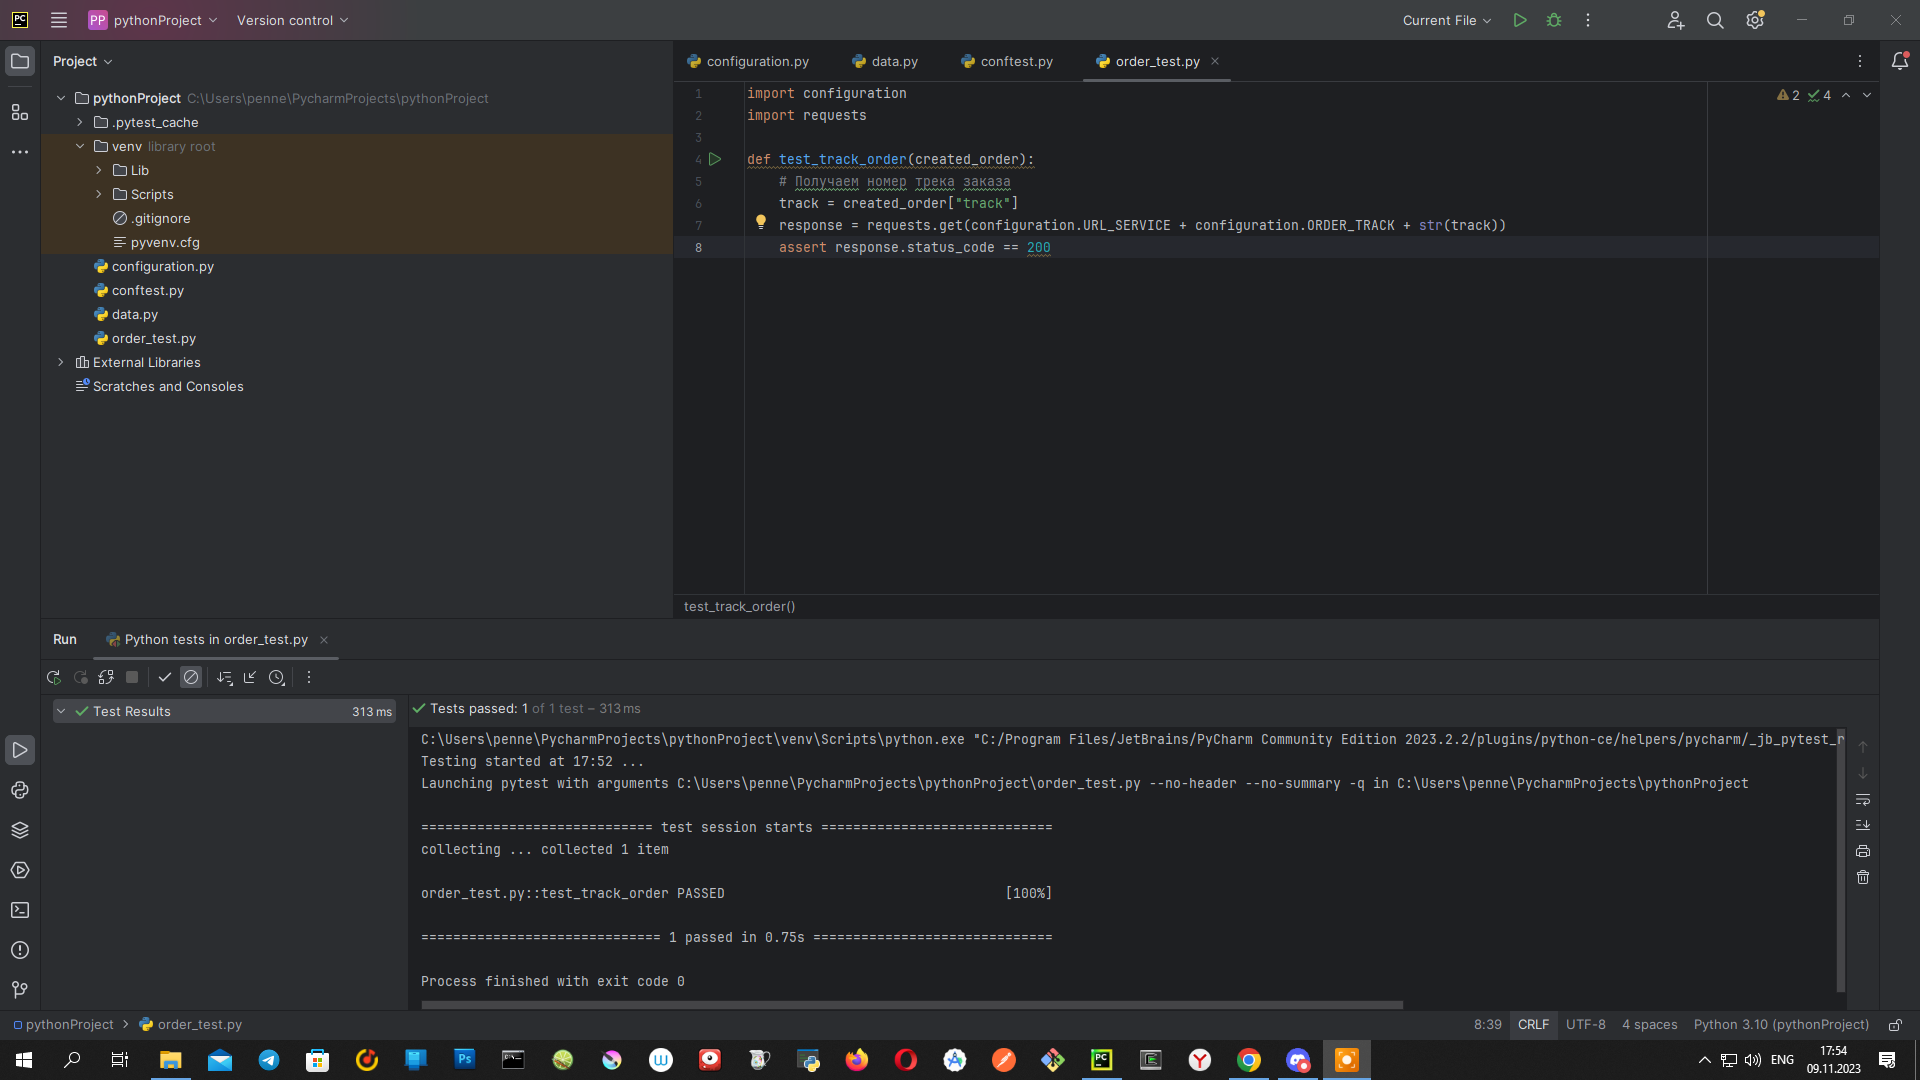 PC
PP pythonProject
Version control
Current File
Project
configuration.py
data.py
conftest.py
order_test.py
pythonProject C:\Users\penne\PycharmProjects\pythonProject
.pytest_cache
venv library root
Lib
Scripts
.gitignore
pyvenv.cfg
configuration.py
conftest.py
data.py
order_test.py
External Libraries
Scratches and Consoles
2 4
1 import configuration
2 import requests
3
4 def test_track_order(created_order):
5 # Получаем номер трека заказа
6 track = created_order["track"]
7 response = requests.get(configuration.URL_SERVICE + configuration.ORDER_TRACK + str(track))
8 assert response.status_code == 200
test_track_order()
Run
Python tests in order_test.py
Test Results 313 ms
Tests passed: 1 of 1 test – 313 ms
C:\Users\penne\PycharmProjects\pythonProject\venv\Scripts\python.exe "C:/Program Files/JetBrains/PyCharm Community Edition 2023.2.2/plugins/python-ce/helpers/pycharm/_jb_pytest_r
Testing started at 17:52 ...
Launching pytest with arguments C:\Users\penne\PycharmProjects\pythonProject\order_test.py --no-header --no-summary -q in C:\Users\penne\PycharmProjects\pythonProject
============================= test session starts =============================
collecting ... collected 1 item
order_test.py::test_track_order PASSED [100%]
============================== 1 passed in 0.75s ==============================
Process finished with exit code 0
pythonProject
order_test.py
8:39 CRLF UTF-8 4 spaces Python 3.10 (pythonProject)
Ps
PC
ENG
17:54
09.11.2023